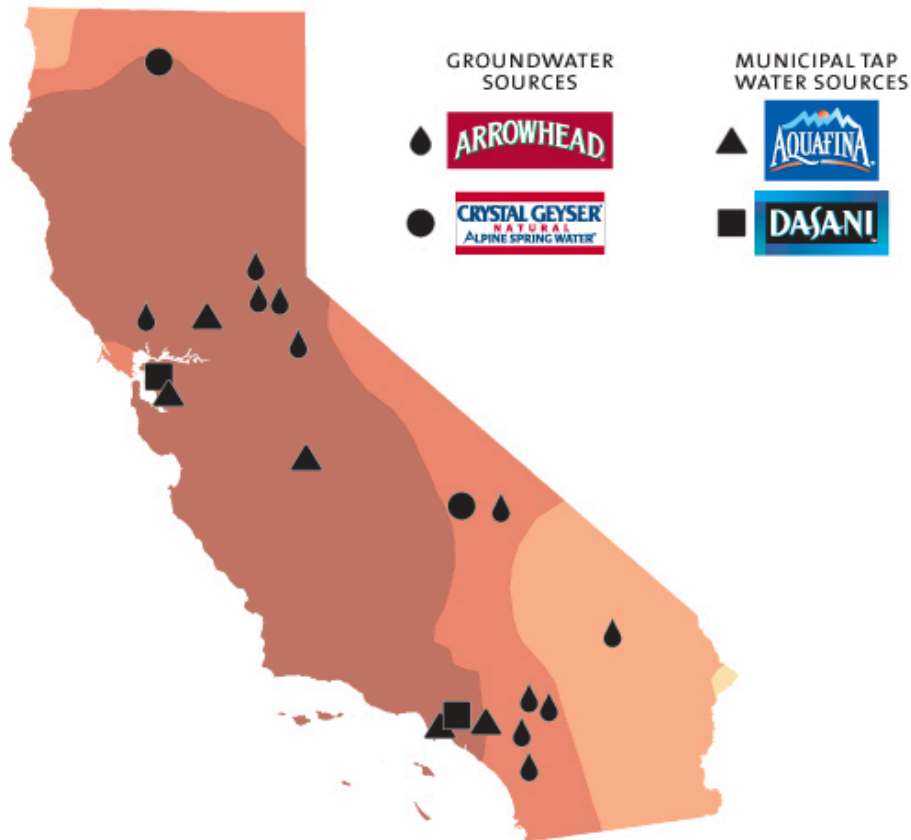 GROUNDWATER
SOURCES
ARROWHEAD
CRYSTAL GEYSER
NATURAL
ALPINE SPRING WATER
MUNICIPAL TAP
WATER SOURCES
AQUAFINA
DASANI